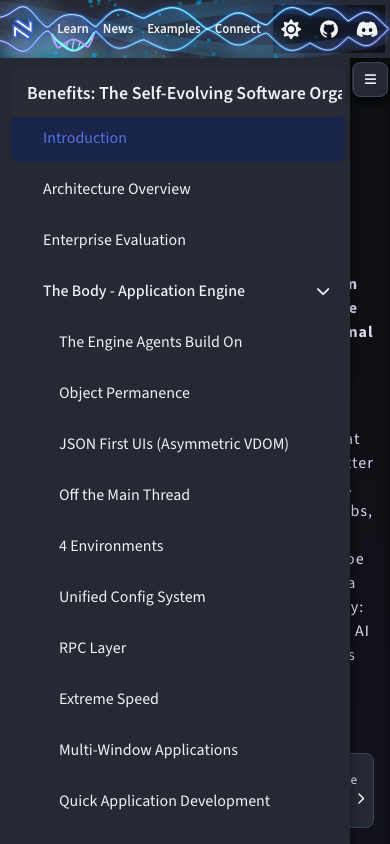 Learn News Examples Connect
Benefits: The Self-Evolving Software Orga
Introduction
Architecture Overview
Enterprise Evaluation
The Body - Application Engine
The Engine Agents Build On
Object Permanence
JSON First UIs (Asymmetric VDOM)
Off the Main Thread
4 Environments
Unified Config System
RPC Layer
Extreme Speed
Multi-Window Applications
Quick Application Development